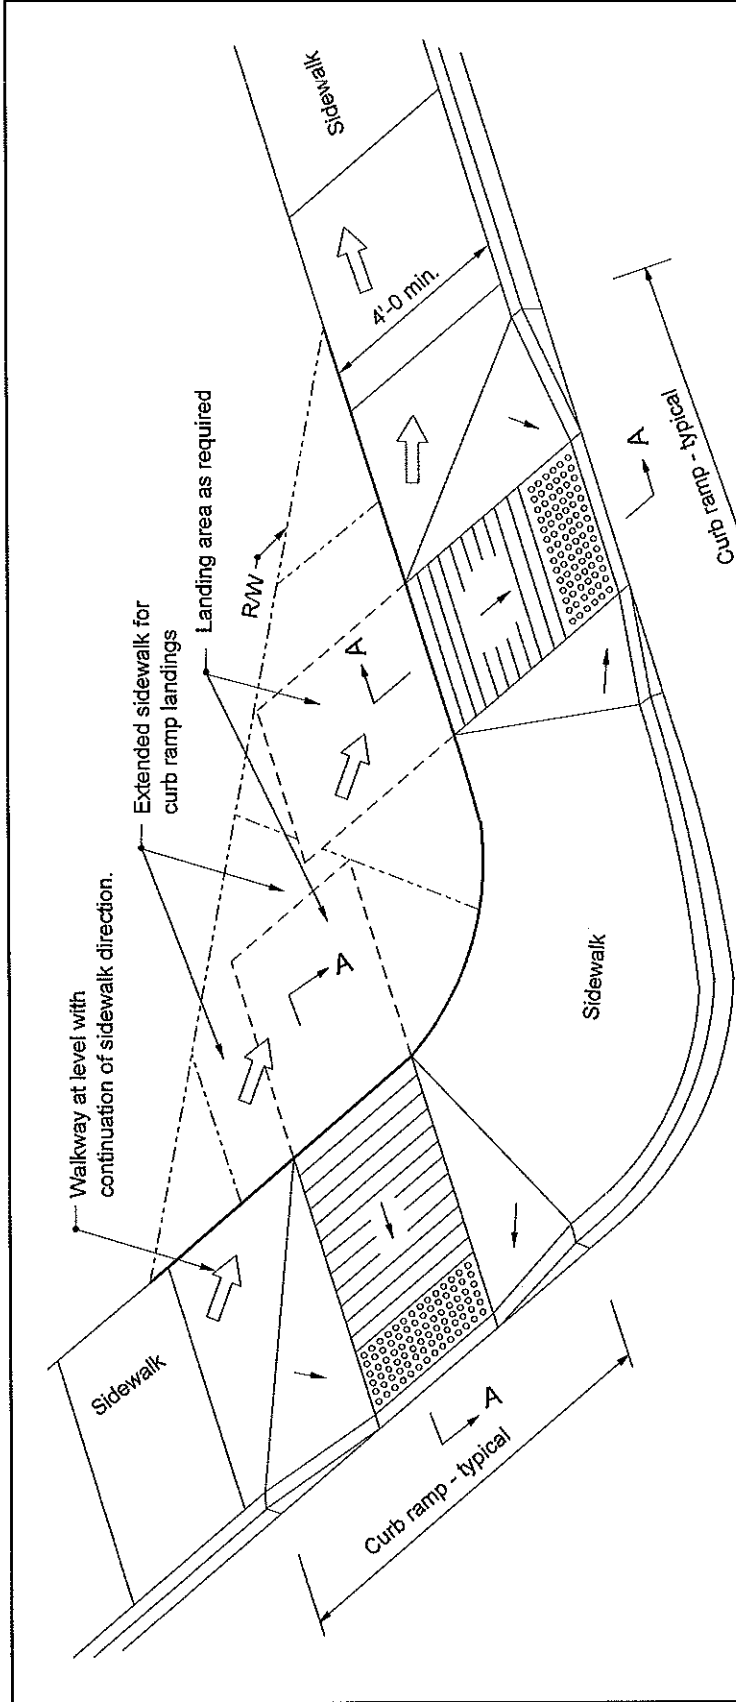 Sidewalk
4'-0 min.
Landing area as required
R/W
Extended sidewalk for
curb ramp landings
A
A
Curb ramp - typical
Walkway at level with
continuation of sidewalk direction.
A
Sidewalk
Sidewalk
A
Curb ramp - typical